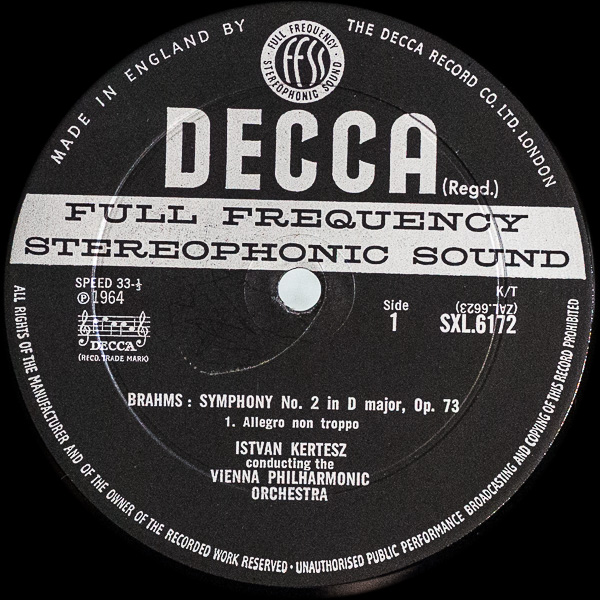 MADE IN ENGLAND BY
THE DECCA RECORD CO. LTD. LONDON
· FULL FREQUENCY ·
FFSS
STEREOPHONIC SOUND
DECCA
(Regd.)
FULL FREQUENCY
STEREOPHONIC SOUND
SPEED 33-⅓
Ⓟ1964
DECCA
(RECD. TRADE MARK)
K/T
(ZAL.6623)
Side
1
SXL.6172
BRAHMS : SYMPHONY No. 2 in D major, Op. 73
1. Allegro non troppo
ISTVAN KERTESZ
conducting the
VIENNA PHILHARMONIC
ORCHESTRA
ALL RIGHTS OF THE MANUFACTURER AND OF THE OWNER OF THE RECORDED WORK RESERVED · UNAUTHORISED PUBLIC PERFORMANCE BROADCASTING AND COPYING OF THIS RECORD PROHIBITED